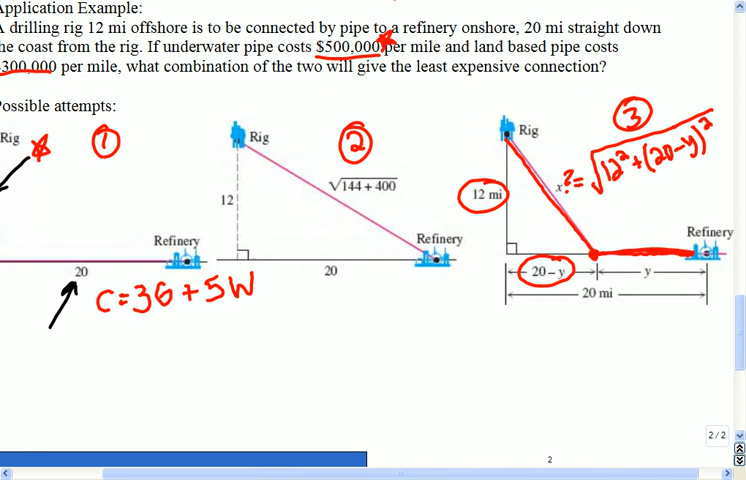 Application Example:
A drilling rig 12 mi offshore is to be connected by pipe to a refinery onshore, 20 mi straight down
the coast from the rig. If underwater pipe costs $500,000 per mile and land based pipe costs
$300,000 per mile, what combination of the two will give the least expensive connection?
Possible attempts:
Rig
1
Refinery
20
C=3G+5W
Rig
2
12
√144 + 400
Refinery
20
3
Rig
x?=√12²+(20-y)²
12 mi
Refinery
20 – y
y
20 mi
2 / 2
2